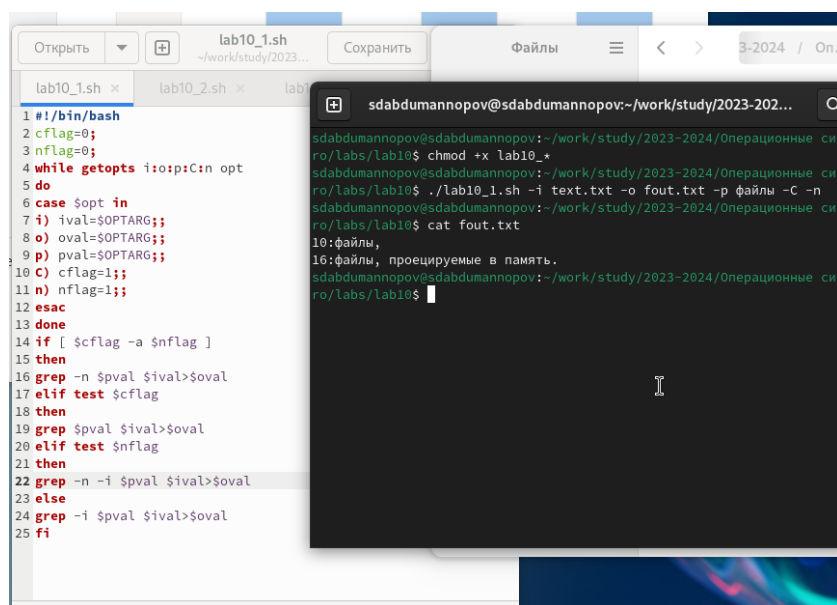 Открыть
lab10_1.sh
~/work/study/2023...
Сохранить
Файлы
3-2024 / Оп.
lab10_1.sh ×
lab10_2.sh ×
1 #!/bin/bash
2 cflag=0;
3 nflag=0;
4 while getopts i:o:p:C:n opt
5 do
6 case $opt in
7 i) ival=$OPTARG;;
8 o) oval=$OPTARG;;
9 p) pval=$OPTARG;;
10 C) cflag=1;;
11 n) nflag=1;;
12 esac
13 done
14 if [ $cflag -a $nflag ]
15 then
16 grep -n $pval $ival>$oval
17 elif test $cflag
18 then
19 grep $pval $ival>$oval
20 elif test $nflag
21 then
22 grep -n -i $pval $ival>$oval
23 else
24 grep -i $pval $ival>$oval
25 fi
sdabdumannopov@sdabdumannopov:~/work/study/2023-202...
sdabdumannopov@sdabdumannopov:~/work/study/2023-2024/Операционные си
ro/labs/lab10$ chmod +x lab10_*
sdabdumannopov@sdabdumannopov:~/work/study/2023-2024/Операционные си
ro/labs/lab10$ ./lab10_1.sh -i text.txt -o fout.txt -p файлы -C -n
sdabdumannopov@sdabdumannopov:~/work/study/2023-2024/Операционные си
ro/labs/lab10$ cat fout.txt
10:файлы,
16:файлы, проецируемые в память.
sdabdumannopov@sdabdumannopov:~/work/study/2023-2024/Операционные си
ro/labs/lab10$